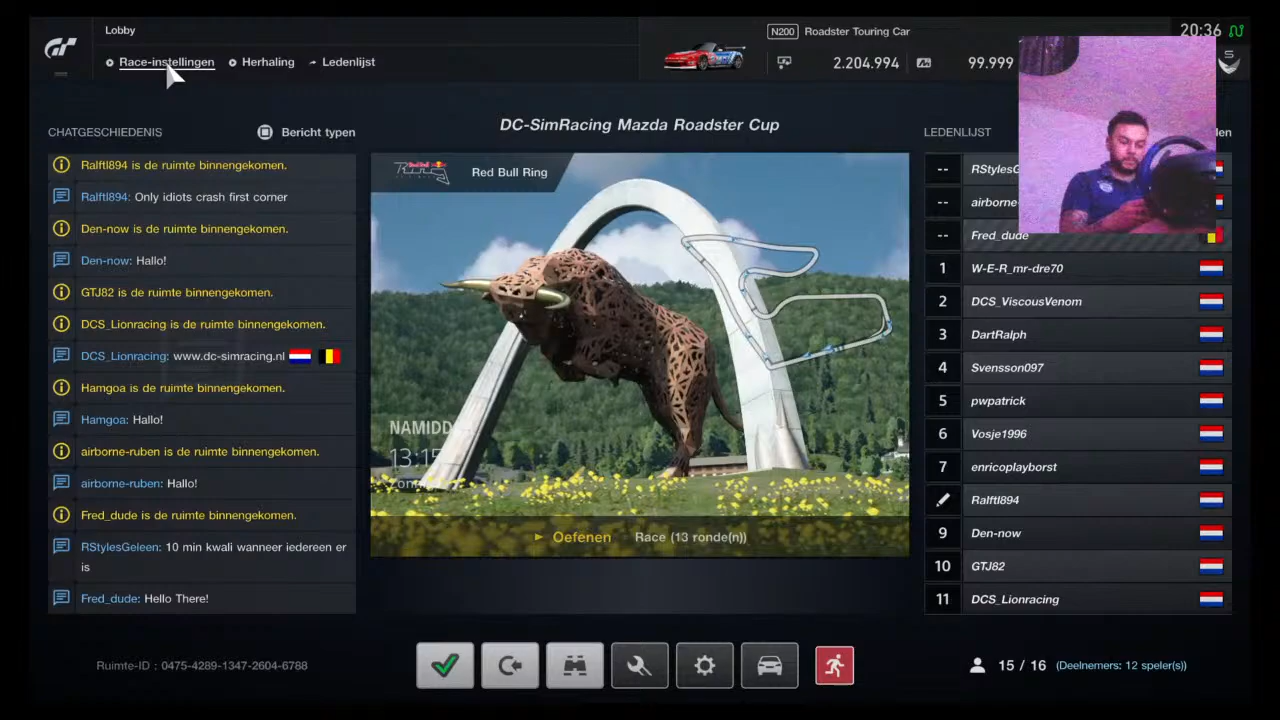 Lobby
N200 Roadster Touring Car
20:36
Race-instellingen
Herhaling
Ledenlijst
2.204.994
99.999
S
CHATGESCHIEDENIS
Bericht typen
DC-SimRacing Mazda Roadster Cup
LEDENLIJST
Ralftl894 is de ruimte binnengekomen.
Ralftl894: Only idiots crash first corner
Den-now is de ruimte binnengekomen.
Den-now: Hallo!
GTJ82 is de ruimte binnengekomen.
DCS_Lionracing is de ruimte binnengekomen.
DCS_Lionracing: www.dc-simracing.nl
Hamgoa is de ruimte binnengekomen.
Hamgoa: Hallo!
airborne-ruben is de ruimte binnengekomen.
airborne-ruben: Hallo!
Fred_dude is de ruimte binnengekomen.
RStylesGeleen: 10 min kwali wanneer iedereen er
is
Fred_dude: Hello There!
Red Bull Ring
13:15
Oefenen
Race (13 ronde(n))
--
-- airborne-
-- Fred_dude
1 W-E-R_mr-dre70
2 DCS_ViscousVenom
3 DartRalph
4 Svensson097
5 pwpatrick
6 Vosje1996
7 enricoplayborst
Ralftl894
9 Den-now
10 GTJ82
11 DCS_Lionracing
Ruimte-ID : 0475-4289-1347-2604-6788
15 / 16 (Deelnemers: 12 speler(s))